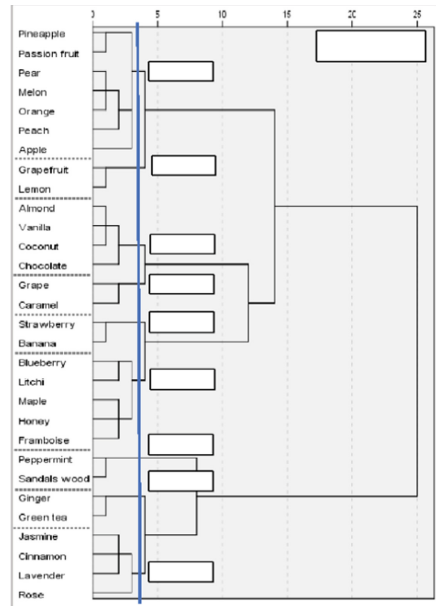 0 5 10 15 20 25
Pineapple
Passion fruit
Pear
Melon
Orange
Peach
Apple
Grapefruit
Lemon
Almond
Vanilla
Coconut
Chocolate
Grape
Caramel
Strawberry
Banana
Blueberry
Litchi
Maple
Honey
Framboise
Peppermint
Sandals wood
Ginger
Green tea
Jasmine
Cinnamon
Lavender
Rose